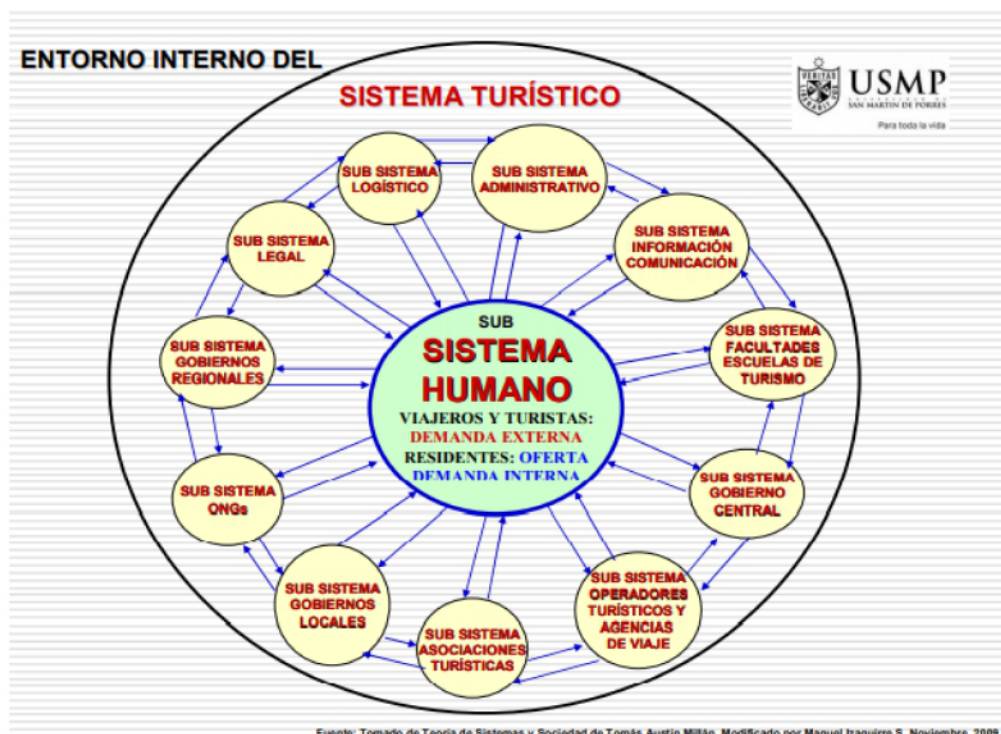 ENTORNO INTERNO DEL
SISTEMA TURÍSTICO
VERITAS
USMP
SAN MARTIN DE PORRES
Para toda la vida
SUB SISTEMA
LOGÍSTICO
SUB SISTEMA
ADMINISTRATIVO
SUB SISTEMA
LEGAL
SUB SISTEMA
INFORMACIÓN
COMUNICACIÓN
SUB SISTEMA
GOBIERNOS
REGIONALES
SUB
SISTEMA
HUMANO
VIAJEROS Y TURISTAS:
DEMANDA EXTERNA
RESIDENTES: OFERTA
DEMANDA INTERNA
SUB SISTEMA
FACULTADES
ESCUELAS DE
TURISMO
SUB SISTEMA
ONGs
SUB SISTEMA
GOBIERNO
CENTRAL
SUB SISTEMA
GOBIERNOS
LOCALES
SUB SISTEMA
ASOCIACIONES
TURÍSTICAS
SUB SISTEMA
OPERADORES
TURÍSTICOS Y
AGENCIAS
DE VIAJE
Fuente: Tomado de Teoría de Sistemas y Sociedad de Tomás Austin Millán. Modificado por Manuel Izaguirre S. Noviembre, 2009